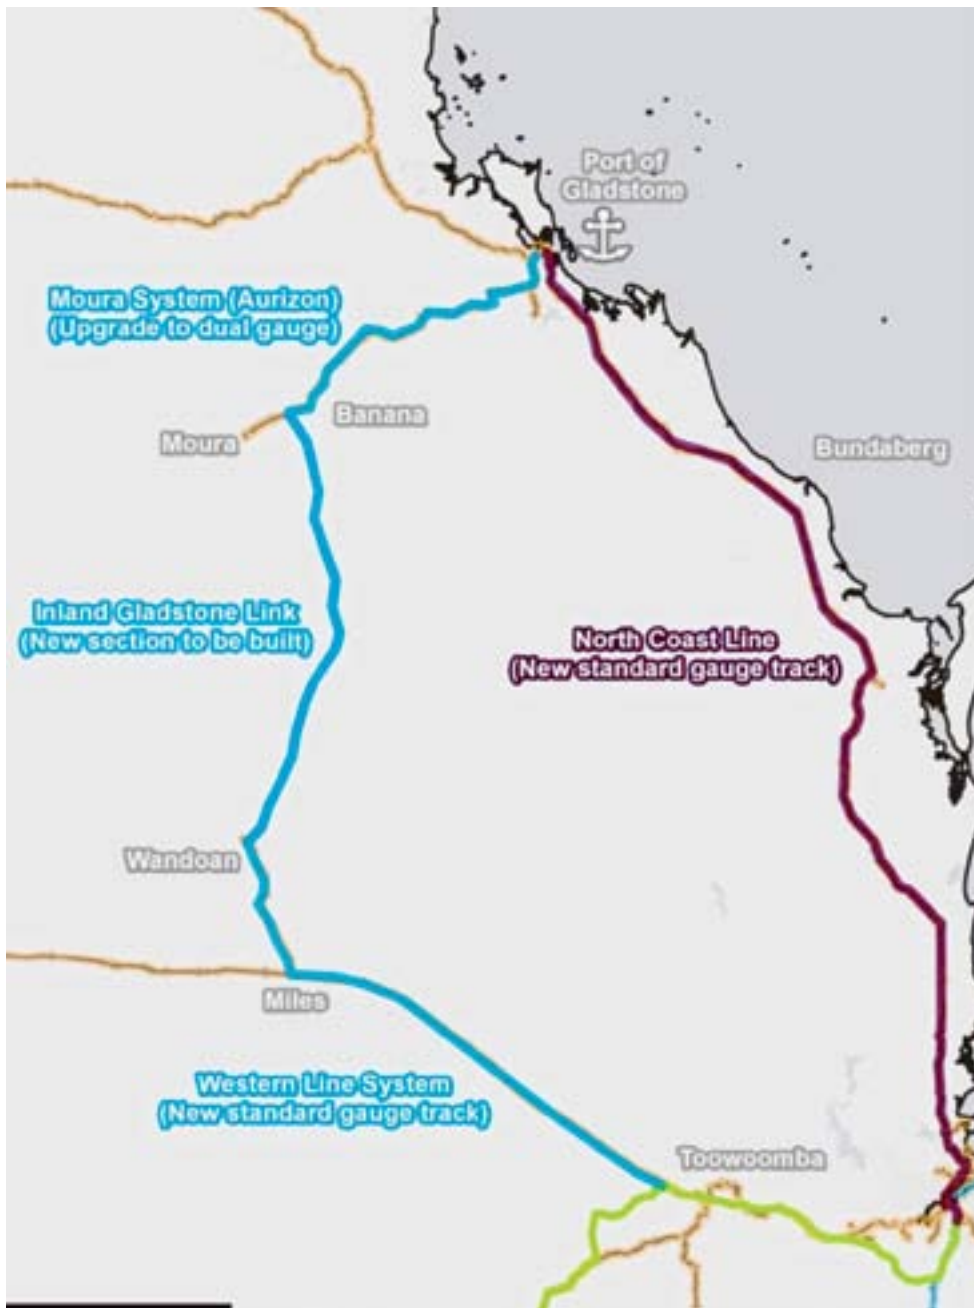 Port of
Gladstone
Moura System (Aurizon)
(Upgrade to dual gauge)
Banana
Moura
Bundaberg
Inland Gladstone Link
(New section to be built)
North Coast Line
(New standard gauge track)
Wandoan
Miles
Western Line System
(New standard gauge track)
Toowoomba